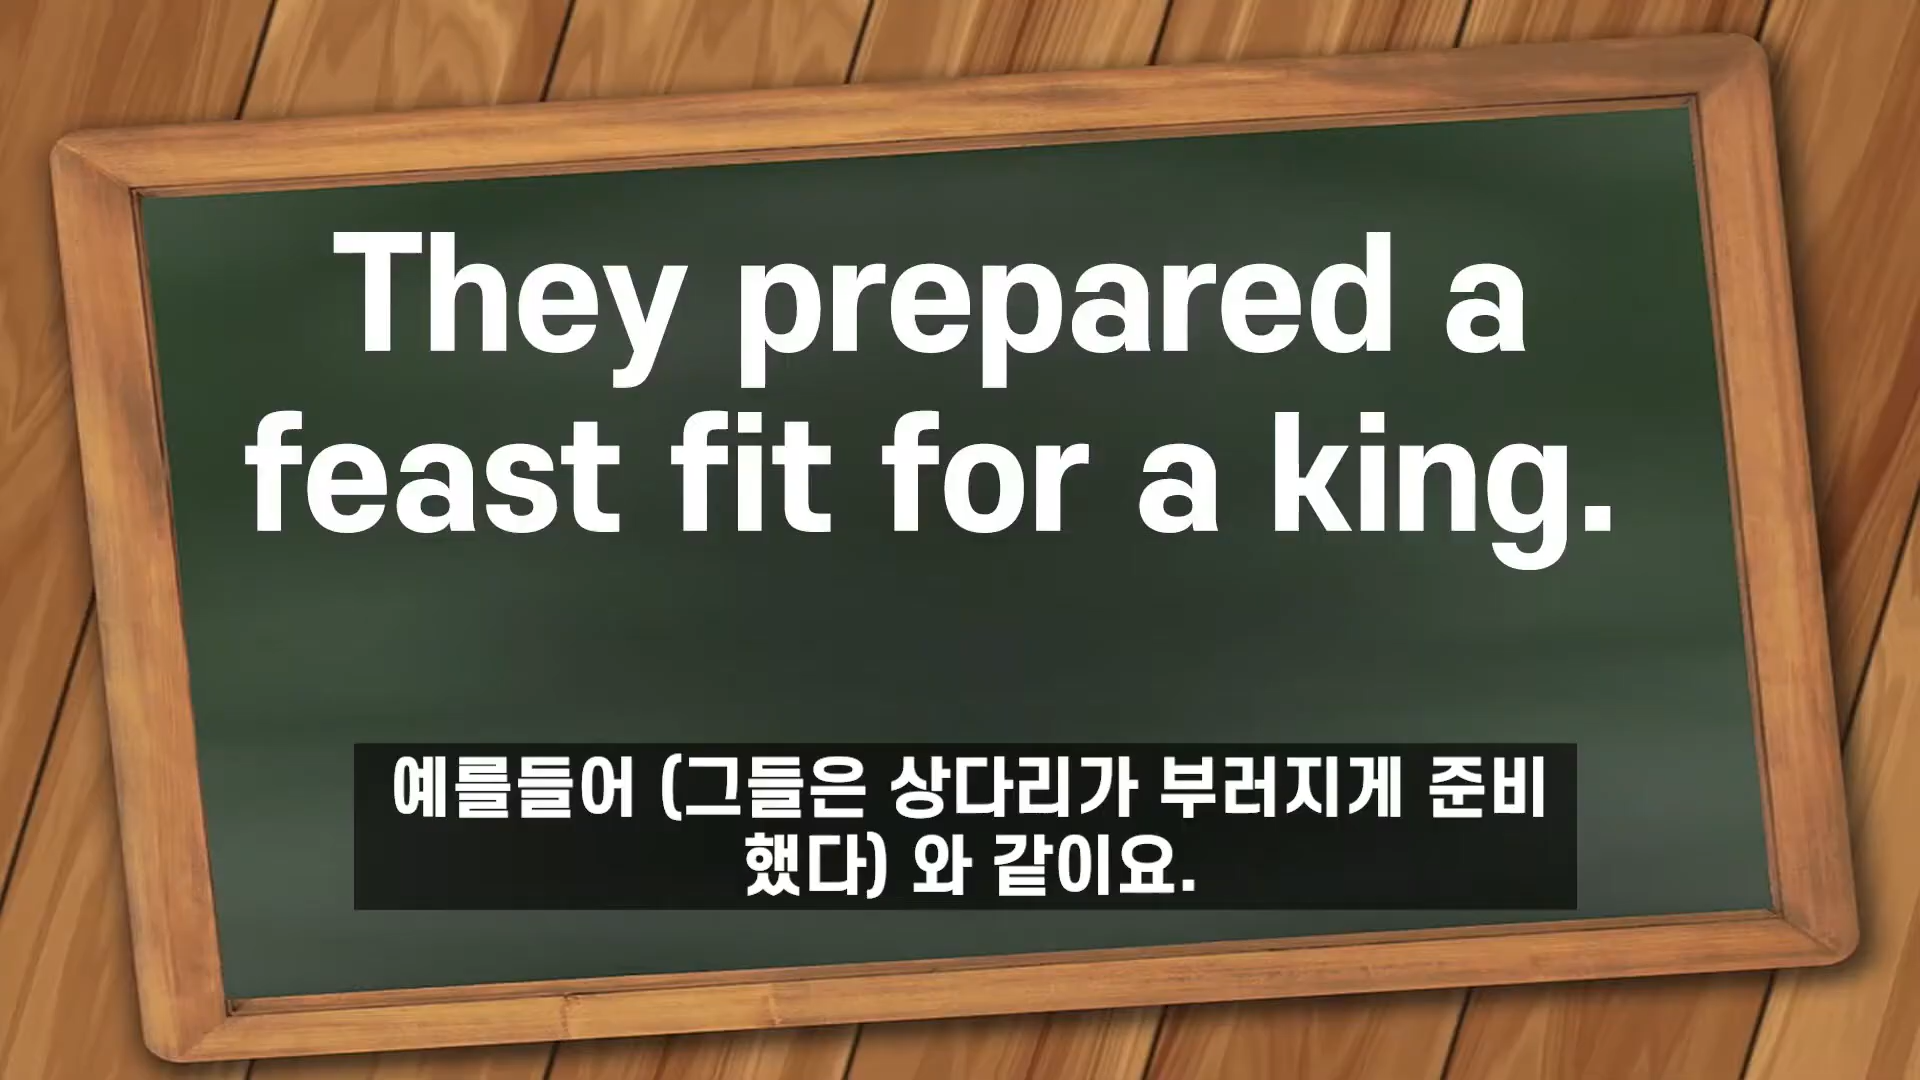 They prepared a
feast fit for a king.
예를들어 (그들은 상다리가 부러지게 준비
했다) 와 같이요.